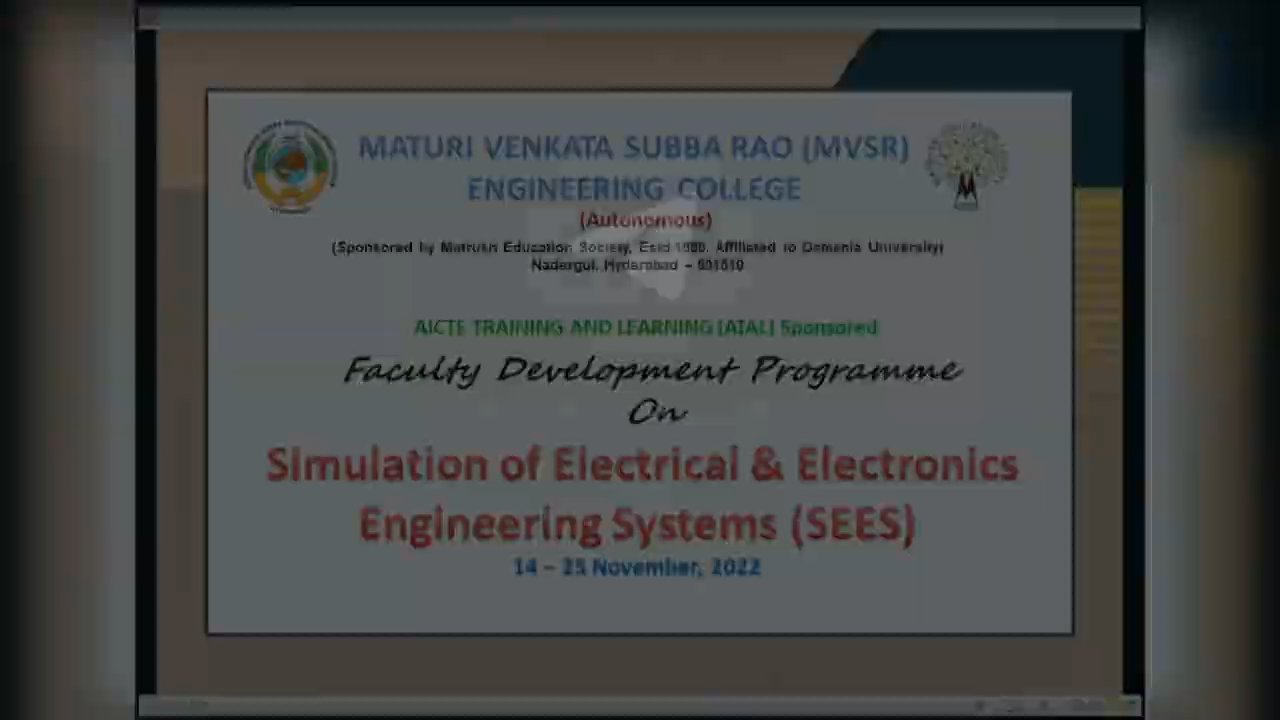 MATURI VENKATA SUBBA RAO (MVSR)
ENGINEERING COLLEGE
(Autonomous)
(Sponsored by Matrusri Education Society, Estd 1980, Affiliated to Osmania University)
Nadergul, Hyderabad – 501510
AICTE TRAINING AND LEARNING (ATAL) Sponsored
Faculty Development Programme
On
Simulation of Electrical & Electronics
Engineering Systems (SEES)
14 – 25 November, 2022